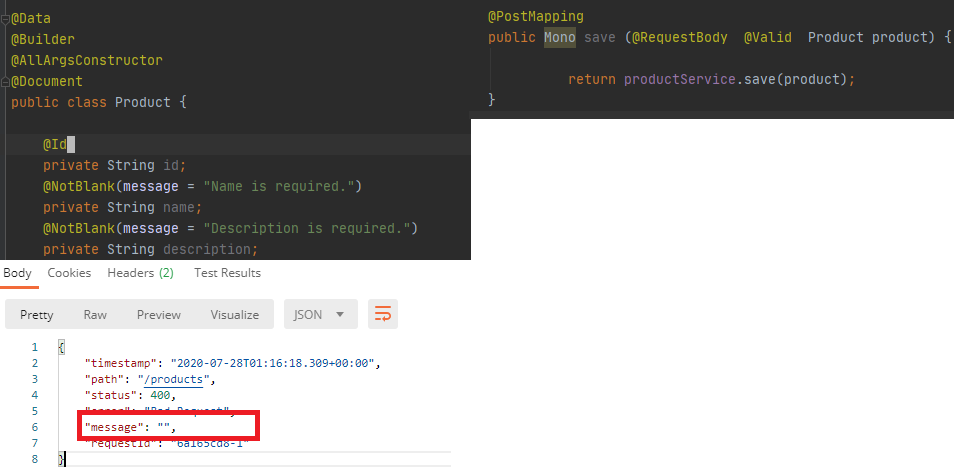 @Data
@Builder
@AllArgsConstructor
@Document
public class Product {
@Id
private String id;
@NotBlank(message = "Name is required.")
private String name;
@NotBlank(message = "Description is required.")
private String description;
@PostMapping
public Mono save (@RequestBody @Valid Product product) {
return productService.save(product);
}
Body Cookies Headers (2) Test Results
Pretty Raw Preview Visualize JSON
1 {
2 "timestamp": "2020-07-28T01:16:18.309+00:00",
3 "path": "/products",
4 "status": 400,
5 "error": "Bad Request",
6 "message": "",
7 "requestId": "6a165cd8-1"
8 }